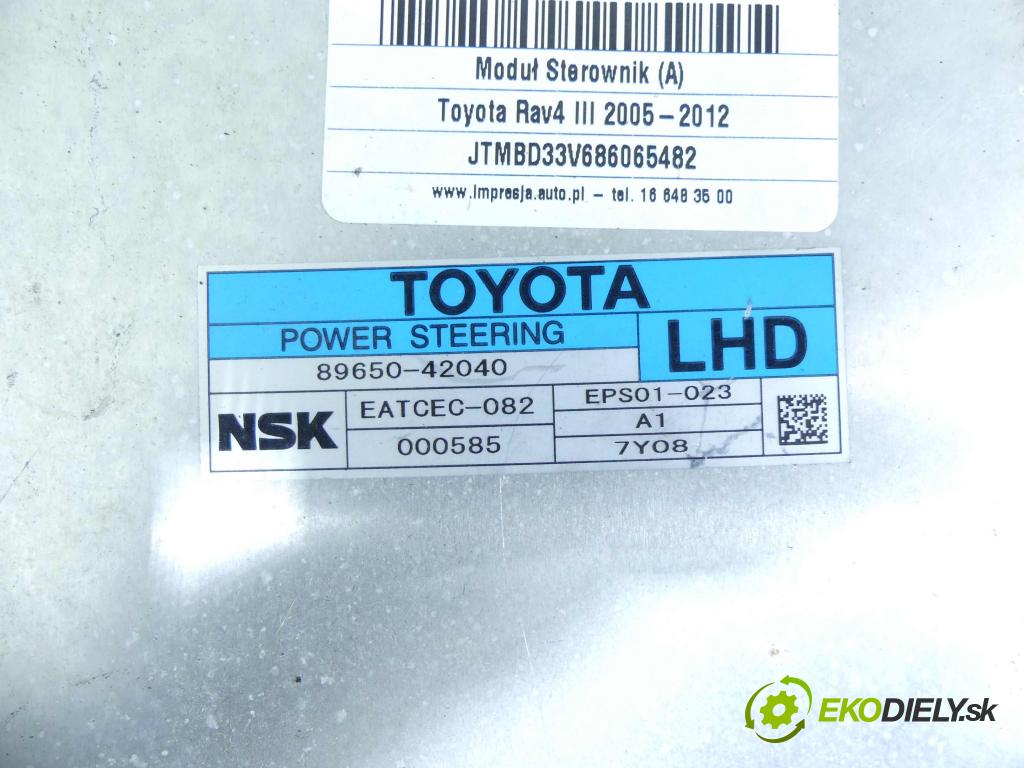 Moduł Sterownik (A)
Toyota Rav4 III 2005-2012
JTMBD33V686065482
www.impresja.auto.pl - tel. 16 648 35 00
TOYOTA
POWER STEERING
LHD
89650-42040
NSK
EATCEC-082
EPS01-023
A1
000585
7Y08
EKODIELY.sk